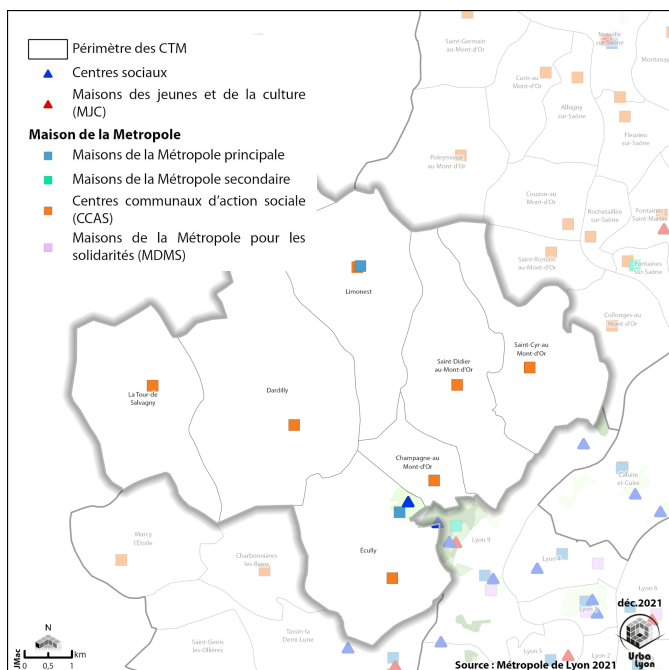 Périmètre des CTM
Centres sociaux
Maisons des jeunes et de la culture
(MJC)
Maison de la Metropole
Maisons de la Métropole principale
Maisons de la Métropole secondaire
Centres communaux d'action sociale
(CCAS)
Maisons de la Métropole pour les
solidarités (MDMS)
Saint-Germain
au-Mont-d'Or
Neuville
sur-Saône
Montanay
Curis-au
Mont-d'Or
Albigny
sur-Saône
Fleurieu
sur-Saône
Poleymieux
au-Mont-d'Or
Couzon-au
Mont-d'Or
Rochetaillée
sur-Saône
Fontaines
Saint-Martin
Saint-Romain
au-Mont-d'Or
Fontaines
sur-Saône
Limonest
Collonges-au
Mont-d'Or
Saint-Cyr-au
Mont-d'Or
Saint-Didier
au-Mont-d'Or
La Tour-de
Salvagny
Dardilly
Champagne-au
Mont-d'Or
Caluire
et-Cuire
Marcy
l'Étoile
Charbonnières
les-Bains
Écully
Lyon 9
Lyon 4
Lyon 6
Lyon 1
Saint-Genis
les-Ollières
Tassin-la
Demi-Lune
Lyon 5
Lyon 2
déc.2021
N
0 0,5 1 km
JMac
Source : Métropole de Lyon 2021
Urba
Lyon